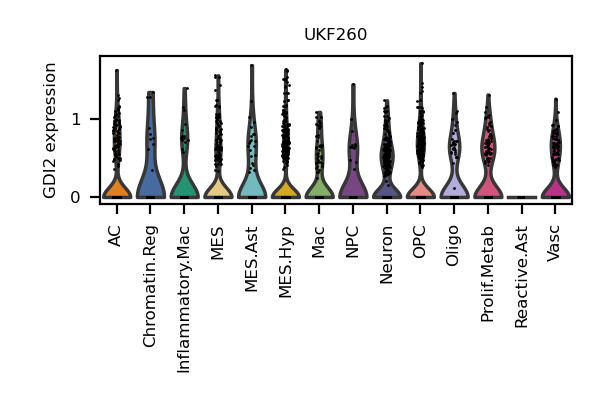 UKF260
GDI2 expression
1
0
AC
Chromatin.Reg
Inflammatory.Mac
MES
MES.Ast
MES.Hyp
Mac
NPC
Neuron
OPC
Oligo
Prolif.Metab
Reactive.Ast
Vasc